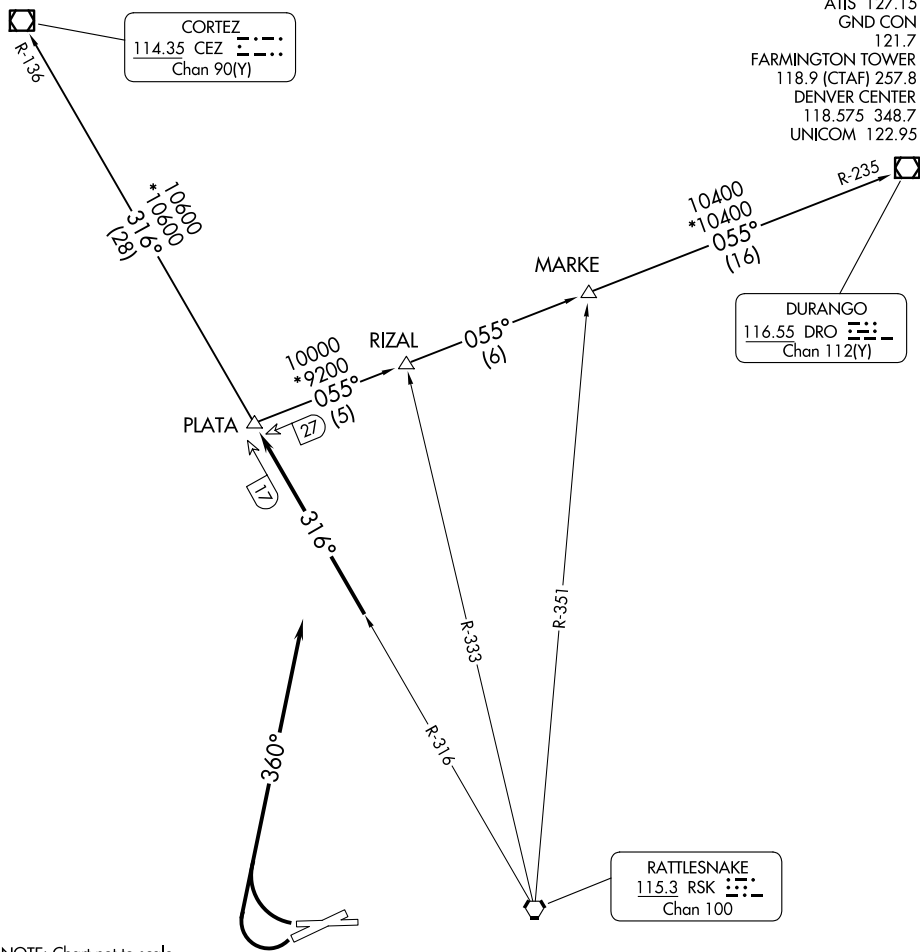 ATIS 127.15
GND CON
121.7
FARMINGTON TOWER
118.9 (CTAF) 257.8
DENVER CENTER
118.575 348.7
UNICOM 122.95
CORTEZ
114.35 CEZ
Chan 90(Y)
R-136
10600
*10600
316°
(28)
R-235
10400
*10400
055°
(16)
MARKE
DURANGO
116.55 DRO
Chan 112(Y)
RIZAL
055°
(6)
10000
*9200
055°
(5)
PLATA
27
17
316°
R-333
R-351
R-316
360°
RATTLESNAKE
115.3 RSK
Chan 100
NOTE: Chart not to scale.